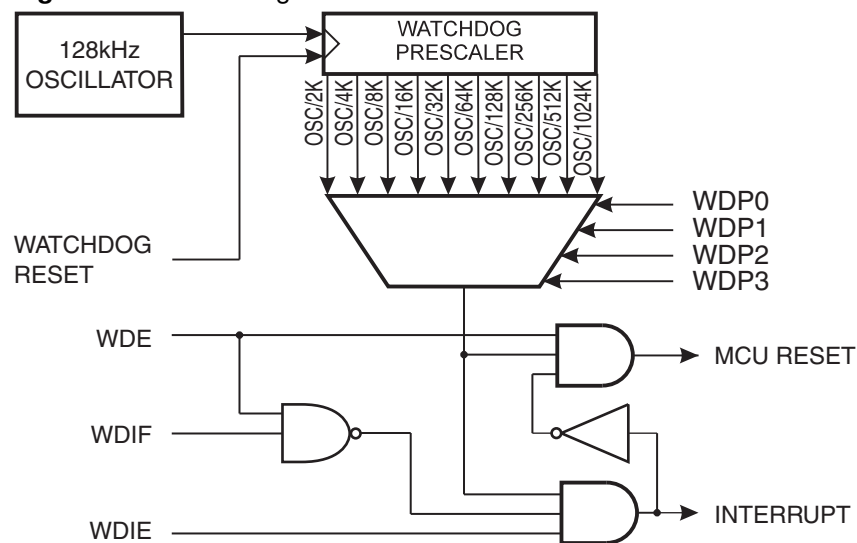 128kHz
OSCILLATOR
WATCHDOG
PRESCALER
OSC/2K
OSC/4K
OSC/8K
OSC/16K
OSC/32K
OSC/64K
OSC/128K
OSC/256K
OSC/512K
OSC/1024K
WDP0
WDP1
WDP2
WDP3
WATCHDOG
RESET
WDE
MCU RESET
WDIF
INTERRUPT
WDIE